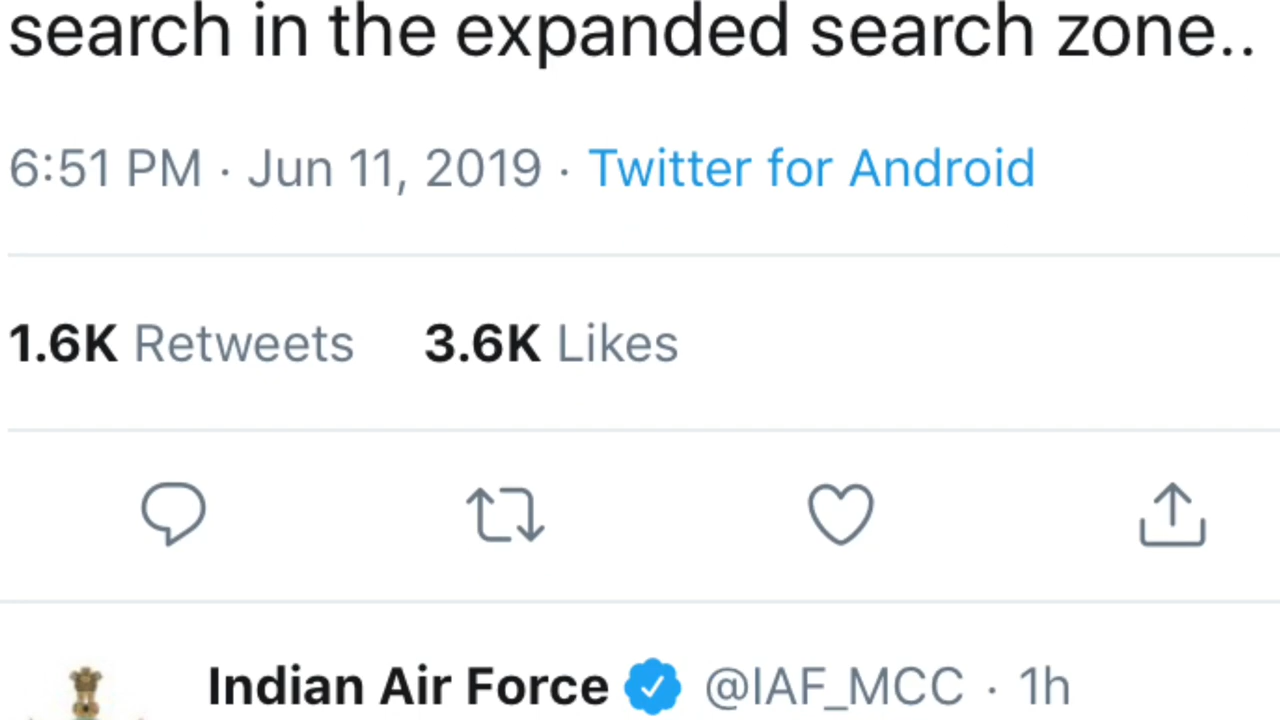 search in the expanded search zone..
6:51 PM · Jun 11, 2019 · Twitter for Android
1.6K Retweets 3.6K Likes
Indian Air Force @IAF_MCC · 1h